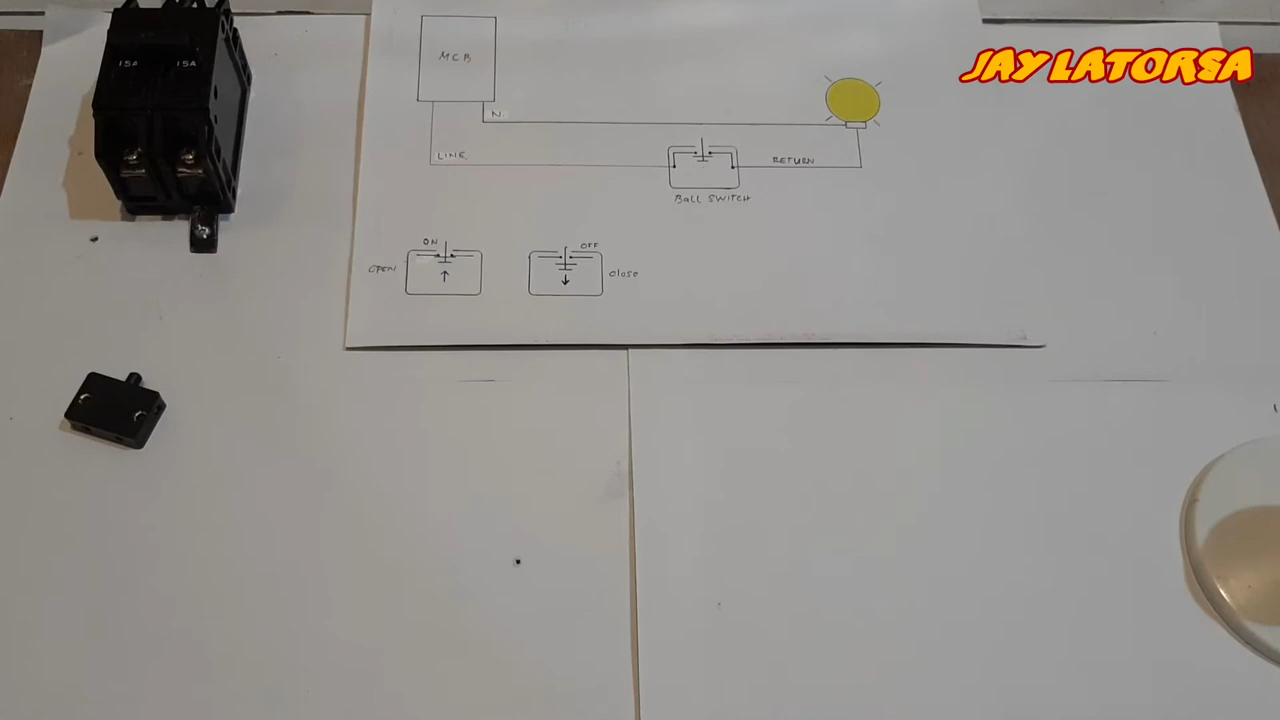 15A 15A
MCB
JAY LATORSA
N.
LINE
RETURN
BaLL SWITCH
ON
OFF
OPEN
Close